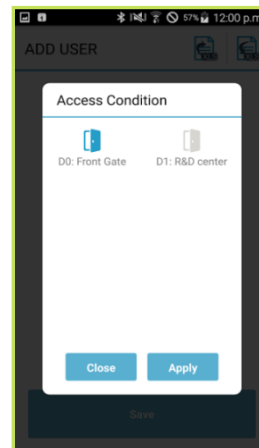 57% 12:00 p.m
ADD USER
Access Condition
D0: Front Gate D1: R&D center
Close Apply
Save